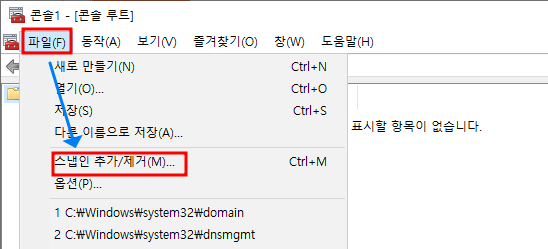 콘솔1 - [콘솔 루트]
파일(F) 동작(A) 보기(V) 즐겨찾기(O) 창(W) 도움말(H)
새로 만들기(N) Ctrl+N
열기(O)... Ctrl+O
저장(S) Ctrl+S
다른 이름으로 저장(A)...
표시할 항목이 없습니다.
스냅인 추가/제거(M)... Ctrl+M
옵션(P)...
1 C:₩Windows₩system32₩domain
2 C:₩Windows₩system32₩dnsmgmt